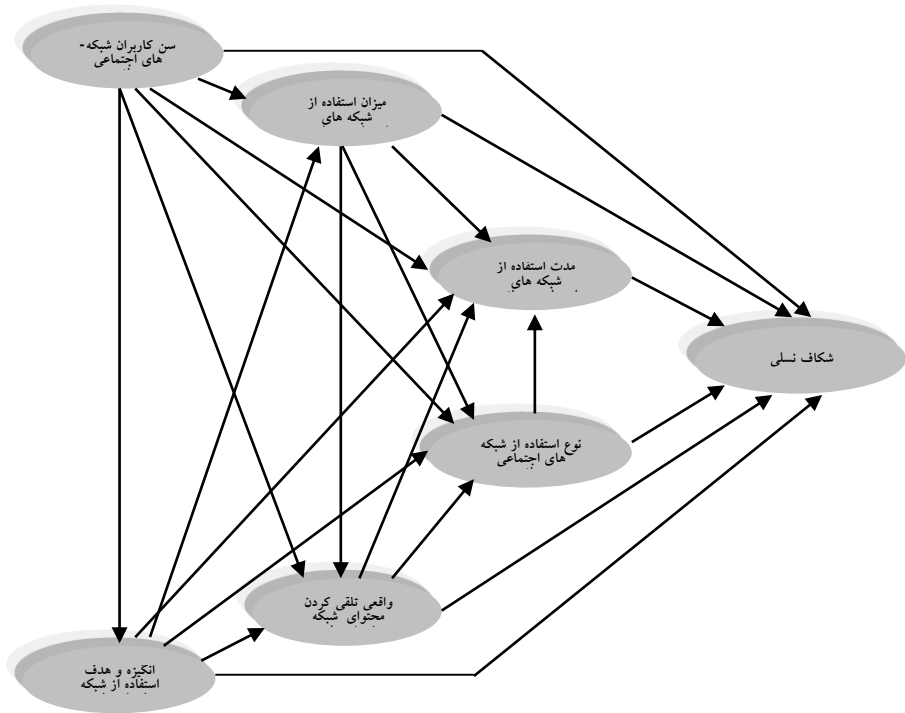 سن کاربران شبکه-
های اجتماعی
میزان استفاده از
شبکه های
مدت استفاده از
شبکه های
شکاف نسلی
نوع استفاده از شبکه
های اجتماعی
واقعی تلقی کردن
محتوای شبکه
انگیزه و هدف
استفاده از شبکه